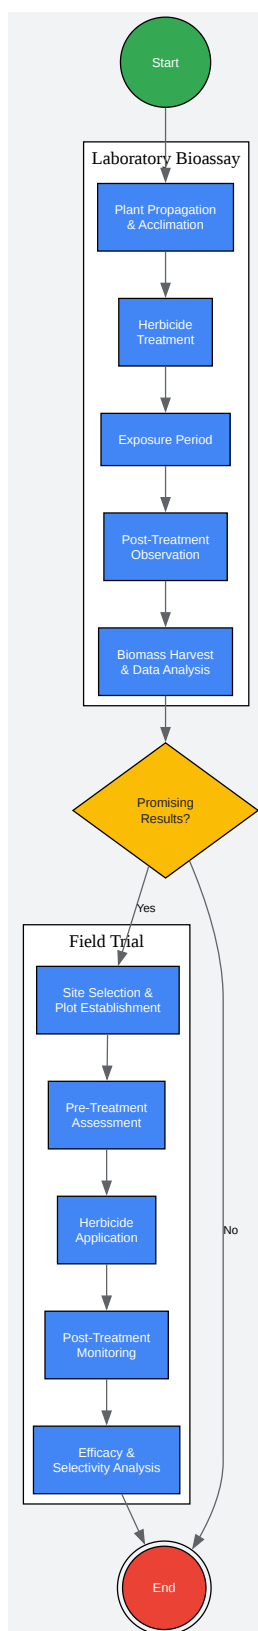 Start
Laboratory Bioassay
Plant Propagation
& Acclimation
Herbicide
Treatment
Exposure Period
Post-Treatment
Observation
Biomass Harvest
& Data Analysis
Promising
Results?
Yes
Field Trial
Site Selection &
Plot Establishment
Pre-Treatment
Assessment
Herbicide
Application
No
Post-Treatment
Monitoring
Efficacy &
Selectivity Analysis
End